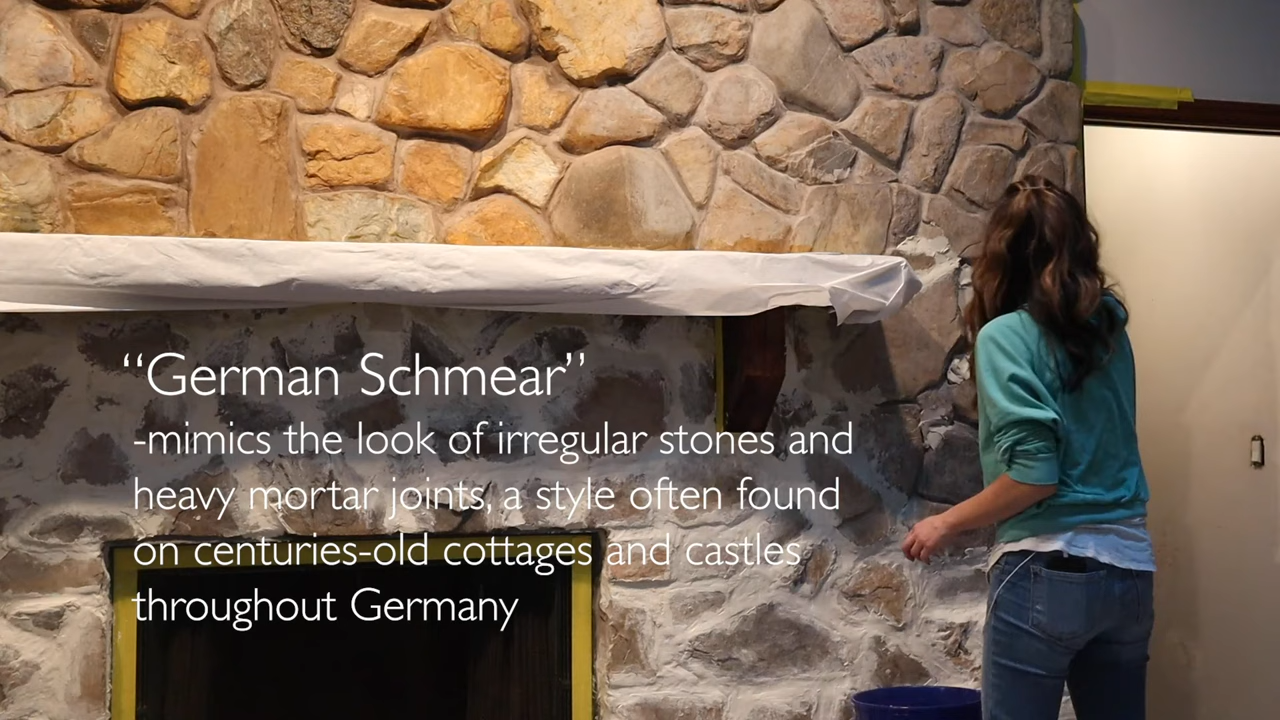 “German Schmear”
-mimics the look of irregular stones and
heavy mortar joints, a style often found
on centuries-old cottages and castles
throughout Germany